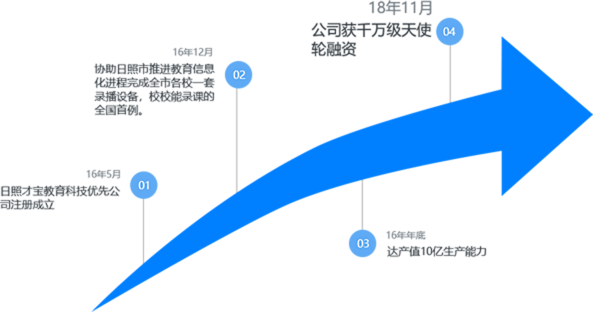 16年5月
01
日照才宝教育科技优先公
司注册成立
16年12月
02
协助日照市推进教育信息
化进程完成全市各校一套
录播设备，校校能录课的
全国首例。
03
16年年底
达产值10亿生产能力
18年11月
04
公司获千万级天使
轮融资